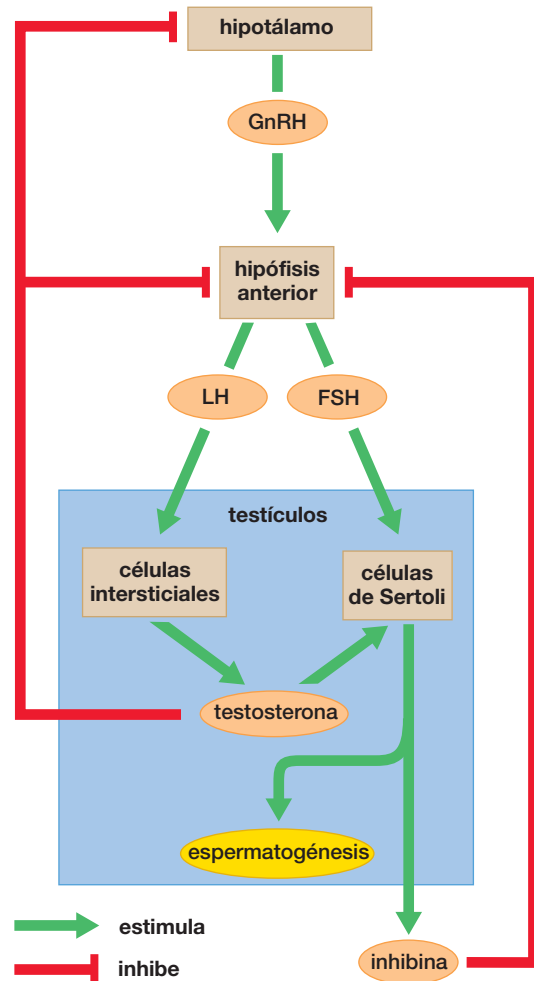 hipotálamo
GnRH
hipófisis
anterior
LH
FSH
testículos
células
intersticiales
células
de Sertoli
testosterona
espermatogénesis
estimula
inhibe
inhibina